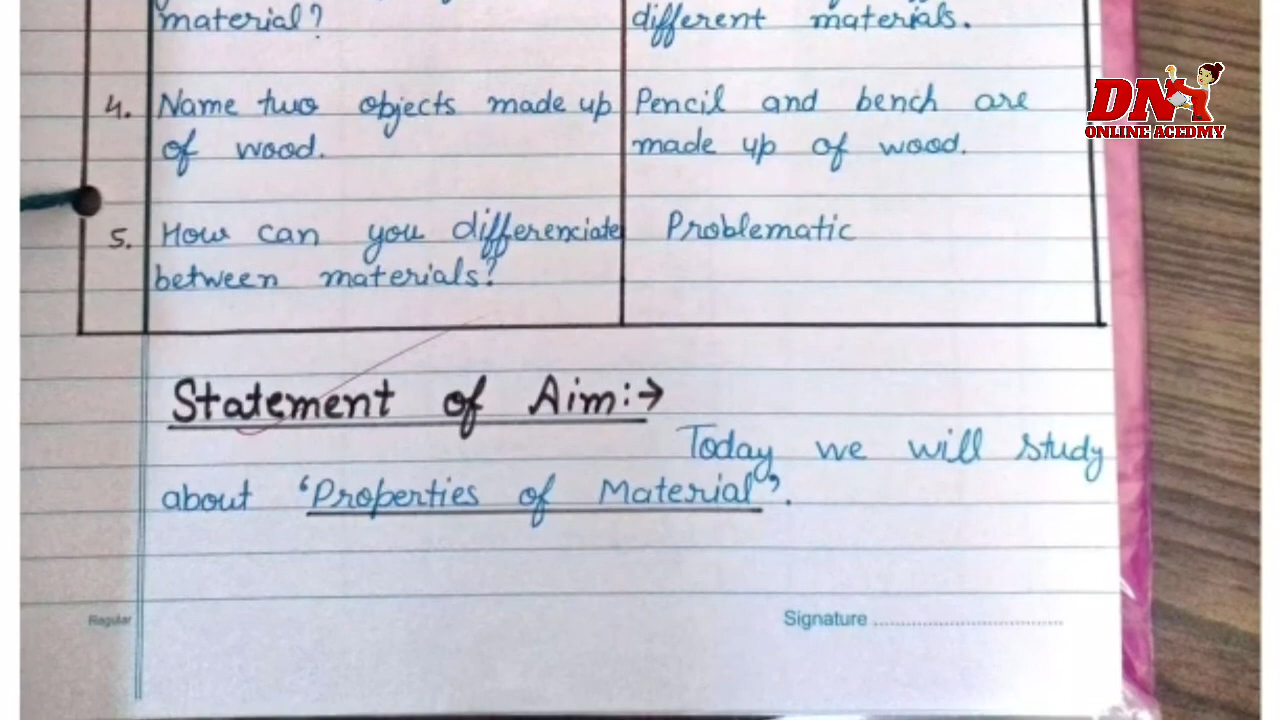 material? different materials.
4. Name two objects made up Pencil and bench are
of wood. made up of wood.
5. How can you differenciate Problematic
between materials?
Statement of Aim:→
Today we will study
about 'Properties of Material'.
Regular
Signature
DN
ONLINE ACEDMY